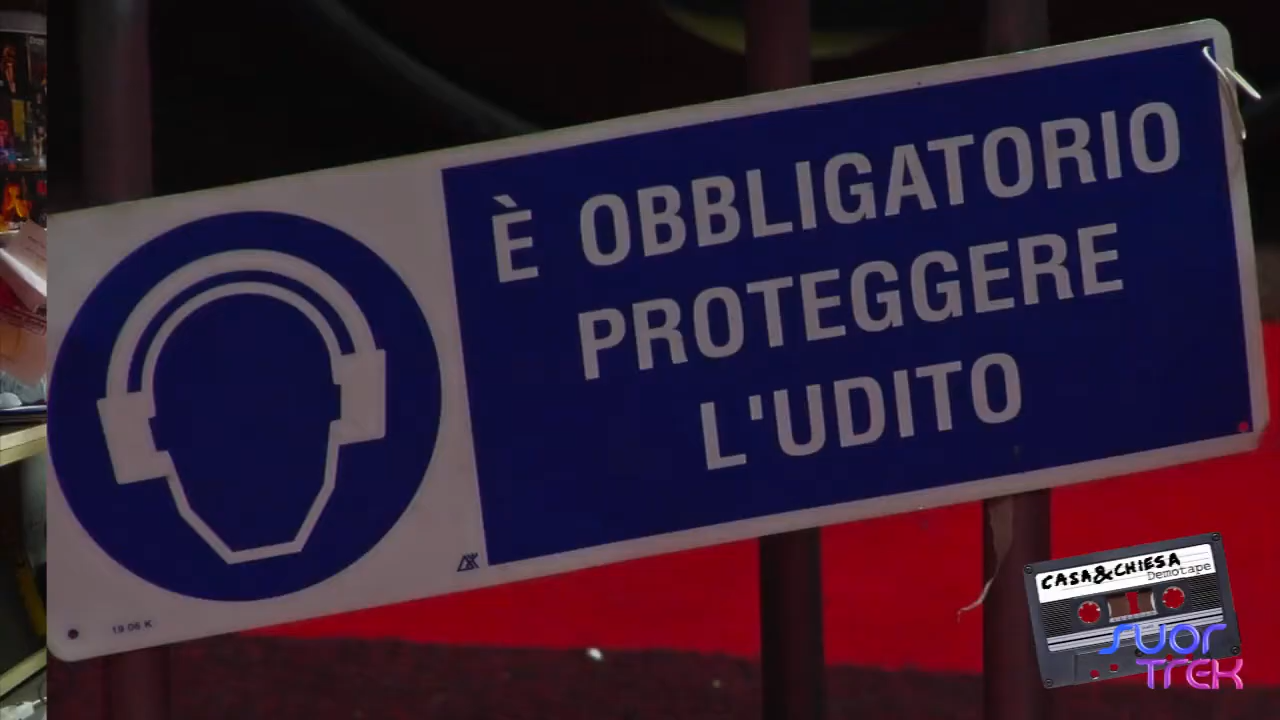 È OBBLIGATORIO
PROTEGGERE
L'UDITO
19.06 K
CASA&CHIESA
Demotape
SUOR
TREK